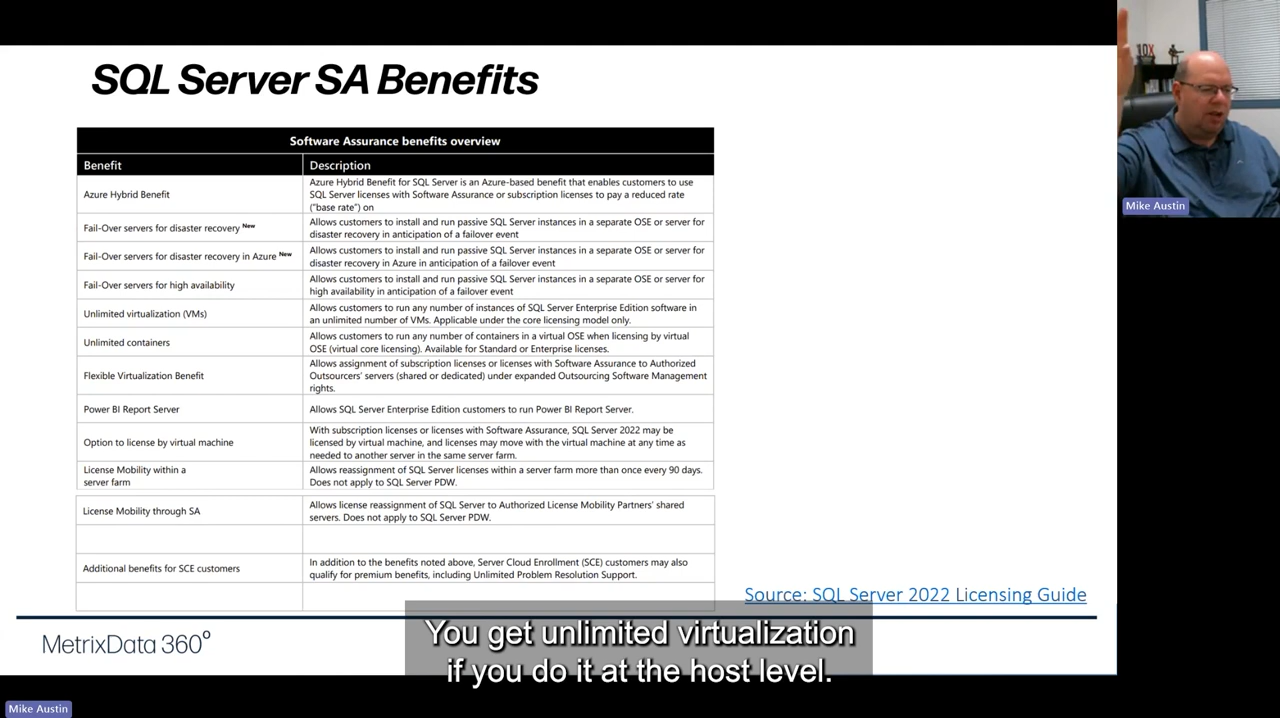 SQL Server SA Benefits
Software Assurance benefits overview
Benefit
Description
Azure Hybrid Benefit
Azure Hybrid Benefit for SQL Server is an Azure-based benefit that enables customers to use
SQL Server licenses with Software Assurance or subscription licenses to pay a reduced rate
("base rate") on
Fail-Over servers for disaster recovery New
Allows customers to install and run passive SQL Server instances in a separate OSE or server for
disaster recovery in anticipation of a failover event
Fail-Over servers for disaster recovery in Azure New
Allows customers to install and run passive SQL Server instances in a separate OSE or server for
disaster recovery in Azure in anticipation of a failover event
Fail-Over servers for high availability
Allows customers to install and run passive SQL Server instances in a separate OSE or server for
high availability in anticipation of a failover event
Unlimited virtualization (VMs)
Allows customers to run any number of instances of SQL Server Enterprise Edition software in
an unlimited number of VMs. Applicable under the core licensing model only.
Unlimited containers
Allows customers to run any number of containers in a virtual OSE when licensing by virtual
OSE (virtual core licensing). Available for Standard or Enterprise licenses.
Flexible Virtualization Benefit
Allows assignment of subscription licenses or licenses with Software Assurance to Authorized
Outsourcers' servers (shared or dedicated) under expanded Outsourcing Software Management
rights.
Power BI Report Server
Allows SQL Server Enterprise Edition customers to run Power BI Report Server.
Option to license by virtual machine
With subscription licenses or licenses with Software Assurance, SQL Server 2022 may be
licensed by virtual machine, and licenses may move with the virtual machine at any time as
needed to another server in the same server farm.
License Mobility within a
server farm
Allows reassignment of SQL Server licenses within a server farm more than once every 90 days.
Does not apply to SQL Server PDW.
License Mobility through SA
Allows license reassignment of SQL Server to Authorized License Mobility Partners' shared
servers. Does not apply to SQL Server PDW.
Additional benefits for SCE customers
In addition to the benefits noted above, Server Cloud Enrollment (SCE) customers may also
qualify for premium benefits, including Unlimited Problem Resolution Support.
Source: SQL Server 2022 Licensing Guide
MetrixData 360°
You get unlimited virtualization
if you do it at the host level.
Mike Austin
Mike Austin